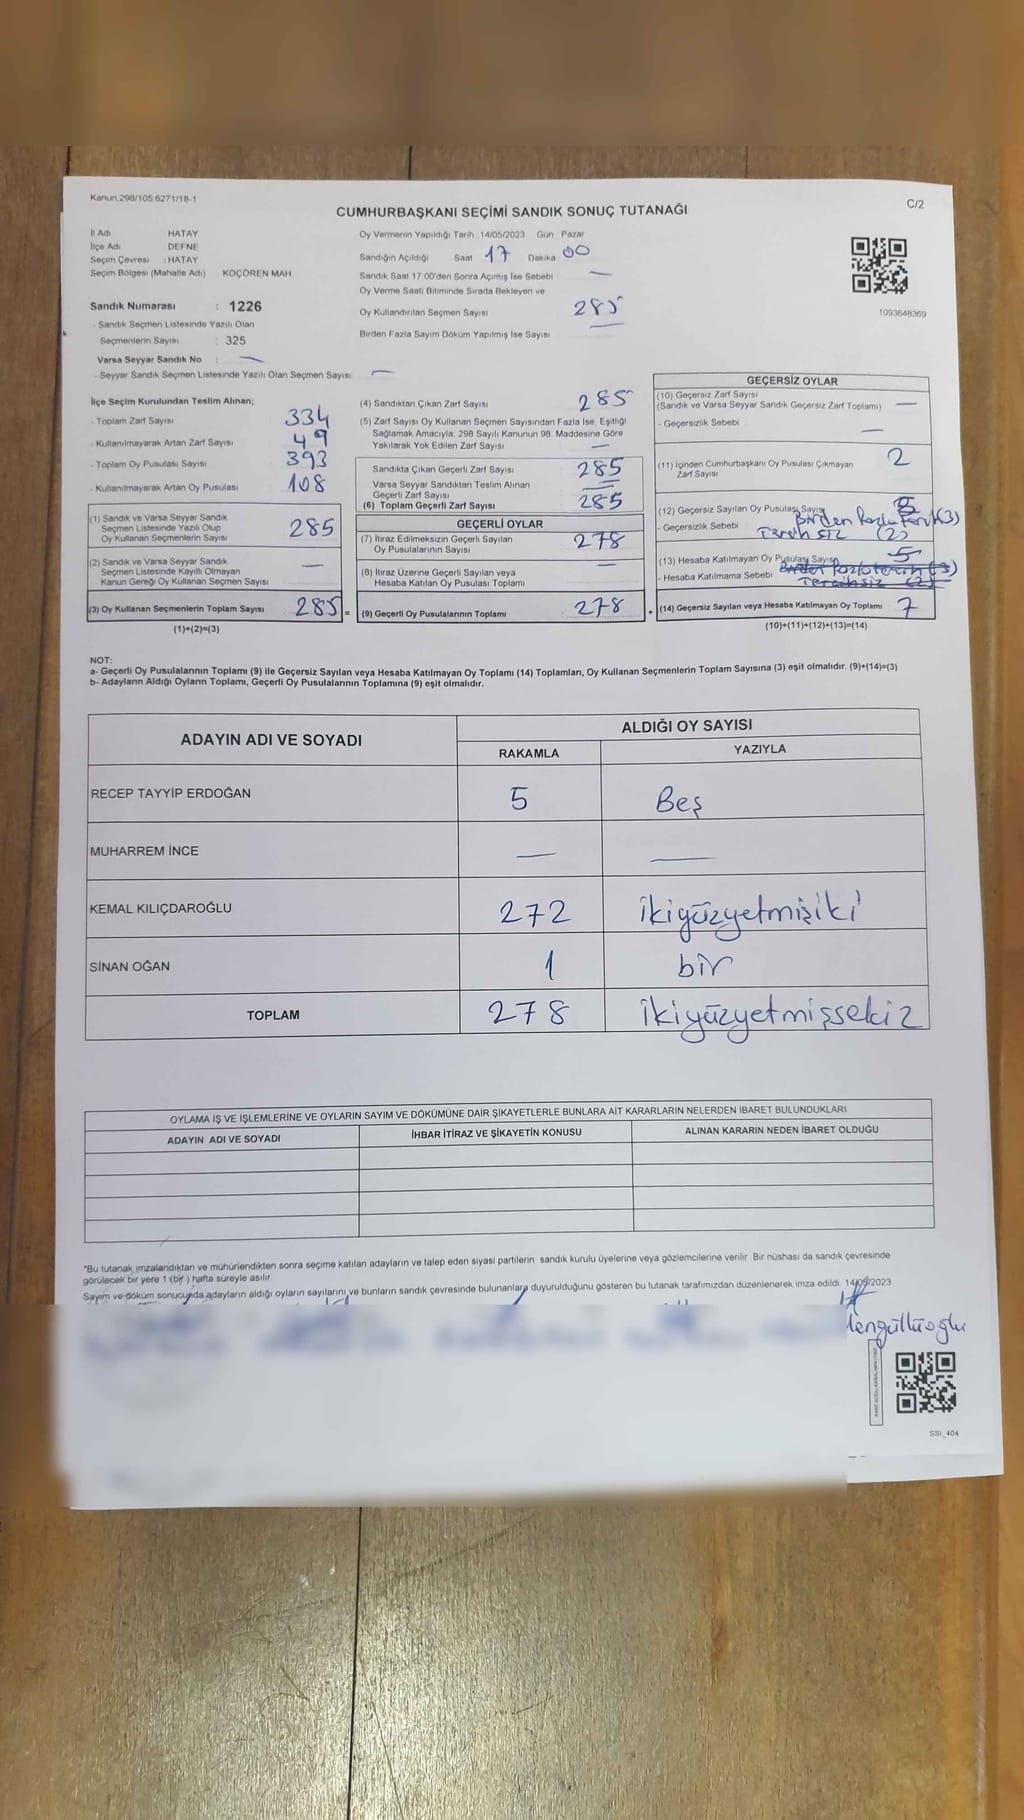 Kanun:298/105;6271/18-1
C/2
CUMHURBAŞKANI SEÇİMİ SANDIK SONUÇ TUTANAĞI
İl Adı HATAY
İlçe Adı DEFNE
Seçim Çevresi : HATAY
Seçim Bölgesi (Mahalle Adı) : KOÇÖREN MAH
Sandık Numarası : 1226
- Sandık Seçmen Listesinde Yazılı Olan
Seçmenlerin Sayısı : 325
Varsa Seyyar Sandık No : —
- Seyyar Sandık Seçmen Listesinde Yazılı Olan Seçmen Sayısı: —
Oy Vermenin Yapıldığı Tarih 14/05/2023 Gün Pazar
Sandığın Açıldığı Saat 17 Dakika 00
Sandık Saat 17:00'den Sonra Açımış İse Sebebi —
Oy Verme Saati Bitiminde Sırada Bekleyen ve
Oy Kullandırılan Seçmen Sayısı 285
Birden Fazla Sayım Döküm Yapılmış İse Sayısı
1093648369
İlçe Seçim Kurulundan Teslim Alınan;
- Toplam Zarf Sayısı 334
- Kullanılmayarak Artan Zarf Sayısı 49
- Toplam Oy Pusulası Sayısı 393
- Kullanılmayarak Artan Oy Pusulası 108
(1) Sandık ve Varsa Seyyar Sandık
Seçmen Listesinde Yazılı Olup
Oy Kullanan Seçmenlerin Sayısı 285
(2) Sandık ve Varsa Seyyar Sandık
Seçmen Listesinde Kayıtlı Olmayan
Kanun Gereği Oy Kullanan Seçmen Sayısı —
(3) Oy Kullanan Seçmenlerin Toplam Sayısı 285 =
(1)+(2)=(3)
(4) Sandıktan Çıkan Zarf Sayısı 285
(5) Zarf Sayısı Oy Kullanan Seçmen Sayısından Fazla İse, Eşitliği
Sağlamak Amacıyla, 298 Sayılı Kanunun 98. Maddesine Göre
Yakılarak Yok Edilen Zarf Sayısı —
Sandıkta Çıkan Geçerli Zarf Sayısı 285
Varsa Seyyar Sandıktan Teslim Alınan
Geçerli Zarf Sayısı —
(6) Toplam Geçerli Zarf Sayısı 285
GEÇERLİ OYLAR
(7) İtiraz Edilmeksizin Geçerli Sayılan
Oy Pusulalarının Sayısı 278
(8) İtiraz Üzerine Geçerli Sayılan veya
Hesaba Katılan Oy Pusulası Toplamı —
(9) Geçerli Oy Pusulalarının Toplamı 278 +
GEÇERSİZ OYLAR
(10) Geçersiz Zarf Sayısı
(Sandık ve Varsa Seyyar Sandık Geçersiz Zarf Toplamı) —
- Geçersizlik Sebebi —
(11) İçinden Cumhurbaşkanı Oy Pusulası Çıkmayan
Zarf Sayısı 2
(12) Geçersiz Sayılan Oy Pusulası Sayısı 5
- Geçersizlik Sebebi Birden fazla (3)
Tercihsiz (2)
(13) Hesaba Katılmayan Oy Pusulası Sayısı 5
- Hesaba Katılmama Sebebi Birden fazla tercih (3)
Tercihsiz (2)
(14) Geçersiz Sayılan veya Hesaba Katılmayan Oy Toplamı 7
(10)+(11)+(12)+(13)=(14)
NOT:
a- Geçerli Oy Pusulalarının Toplamı (9) ile Geçersiz Sayılan veya Hesaba Katılmayan Oy Toplamı (14) Toplamları, Oy Kullanan Seçmenlerin Toplam Sayısına (3) eşit olmalıdır. (9)+(14)=(3)
b- Adayların Aldığı Oyların Toplamı, Geçerli Oy Pusulalarının Toplamına (9) eşit olmalıdır.
ADAYIN ADI VE SOYADI
ALDIĞI OY SAYISI
RAKAMLA YAZIYLA
RECEP TAYYİP ERDOĞAN 5 Beş
MUHARREM İNCE — —
KEMAL KILIÇDAROĞLU 272 ikiyüzyetmişiki
SİNAN OĞAN 1 bir
TOPLAM 278 ikiyüzyetmişsekiz
OYLAMA İŞ VE İŞLEMLERİNE VE OYLARIN SAYIM VE DÖKÜMÜNE DAİR ŞİKAYETLERLE BUNLARA AİT KARARLARIN NELERDEN İBARET BULUNDUKLARI
ADAYIN ADI VE SOYADI İHBAR İTİRAZ VE ŞİKAYETİN KONUSU ALINAN KARARIN NEDEN İBARET OLDUĞU
*Bu tutanak imzalandıktan ve mühürlendikten sonra seçime katılan adayların ve talep eden siyasi partilerin sandık kurulu üyelerine veya gözlemcilerine verilir. Bir nüshası da sandık çevresinde
görülecek bir yere 1 (bir) hafta süreyle asılır.
Sayım ve döküm sonucunda adayların aldığı oyların sayılarını ve bunların sandık çevresinde bulunanlara duyurulduğunu gösteren bu tutanak tarafımızdan düzenlenerek imza edildi. 14/05/2023
SSI_404